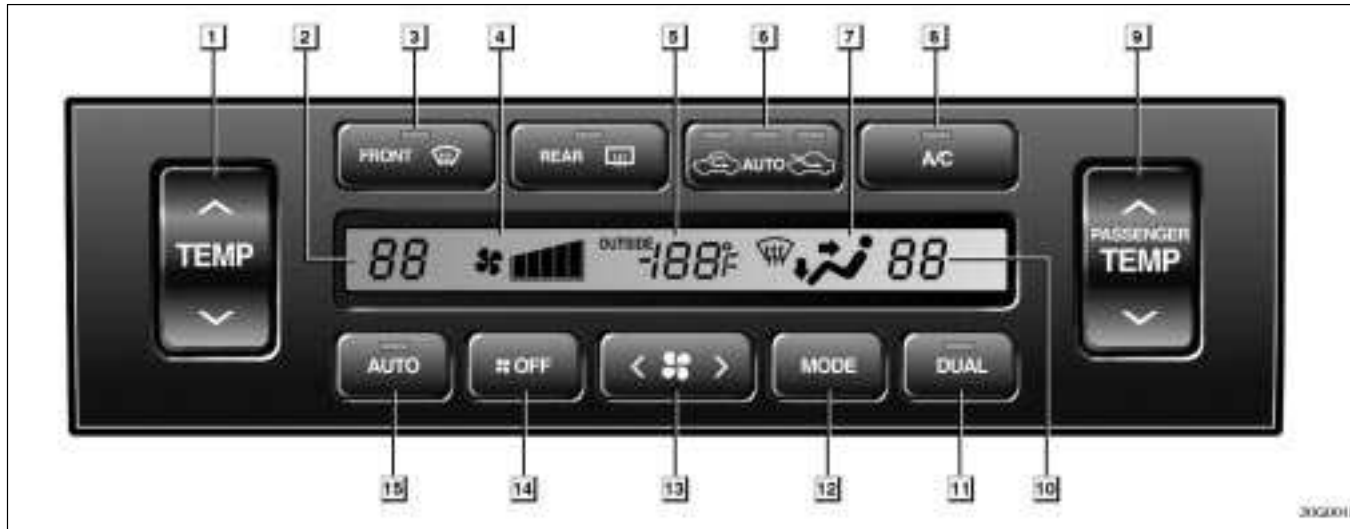 1 2 3 4 5 6 7 8 9
FRONT REAR AUTO A/C
TEMP 88 OUTSIDE -188°F 88 PASSENGER TEMP
AUTO OFF < > MODE DUAL
15 14 13 12 11 10